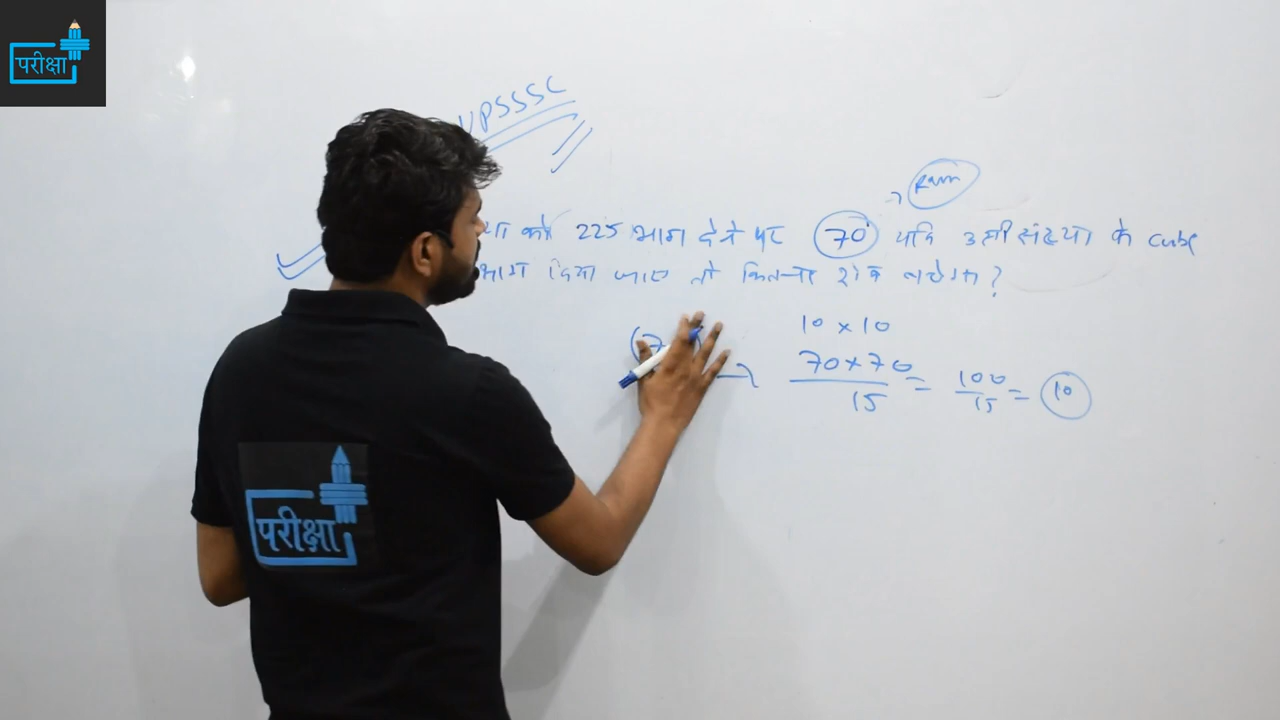 परीक्षा
UPSSSC
Rem
को 225 भाग देने पर 70 यदि उसी संख्या के cube
भाग दिया जाए तो कितना शेष बचेगा?
10 × 10
(7
→ 70×70 / 15 = 100 / 15 = 10
परीक्षा